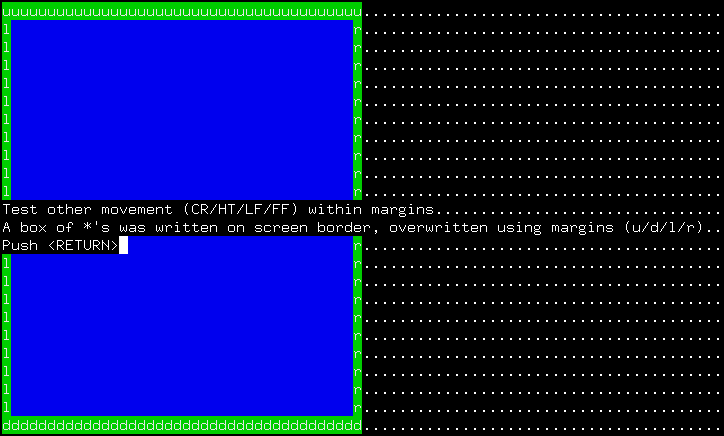 uuuuuuuuuuuuuuuuuuuuuuuuuuuuuuuuuuuuuuuu........................................
l                                      r........................................
l                                      r........................................
l                                      r........................................
l                                      r........................................
l                                      r........................................
l                                      r........................................
l                                      r........................................
l                                      r........................................
l                                      r........................................
l                                      r........................................
Test other movement (CR/HT/LF/FF) within margins................................
A box of *'s was written on screen border, overwritten using margins (u/d/l/r)..
Push <RETURN>                          r........................................
l                                      r........................................
l                                      r........................................
l                                      r........................................
l                                      r........................................
l                                      r........................................
l                                      r........................................
l                                      r........................................
l                                      r........................................
l                                      r........................................
dddddddddddddddddddddddddddddddddddddddd........................................